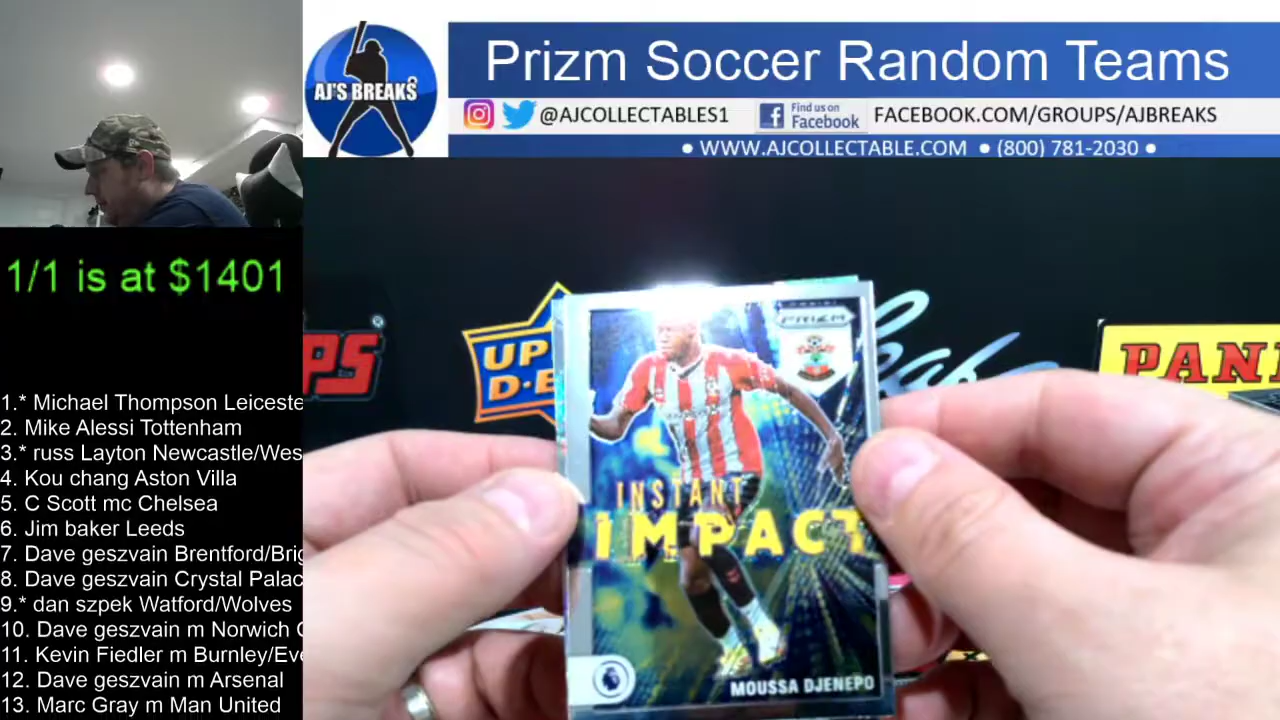 Prizm Soccer Random Teams
AJ'S BREAKS
@AJCOLLECTABLES1
Find us on
Facebook
FACEBOOK.COM/GROUPS/AJBREAKS
• WWW.AJCOLLECTABLE.COM • (800) 781-2030 •
1/1 is at $1401
1.* Michael Thompson Leiceste
2. Mike Alessi Tottenham
3.* russ Layton Newcastle/Wes
4. Kou chang Aston Villa
5. C Scott mc Chelsea
6. Jim baker Leeds
7. Dave geszvain Brentford/Brig
8. Dave geszvain Crystal Palac
9.* dan szpek Watford/Wolves
10. Dave geszvain m Norwich C
11. Kevin Fiedler m Burnley/Eve
12. Dave geszvain m Arsenal
13. Marc Gray m Man United
PS
UP
D.E
PANI
PANINI
PRIZM
INSTANT
IMPACT
MOUSSA DJENEPO